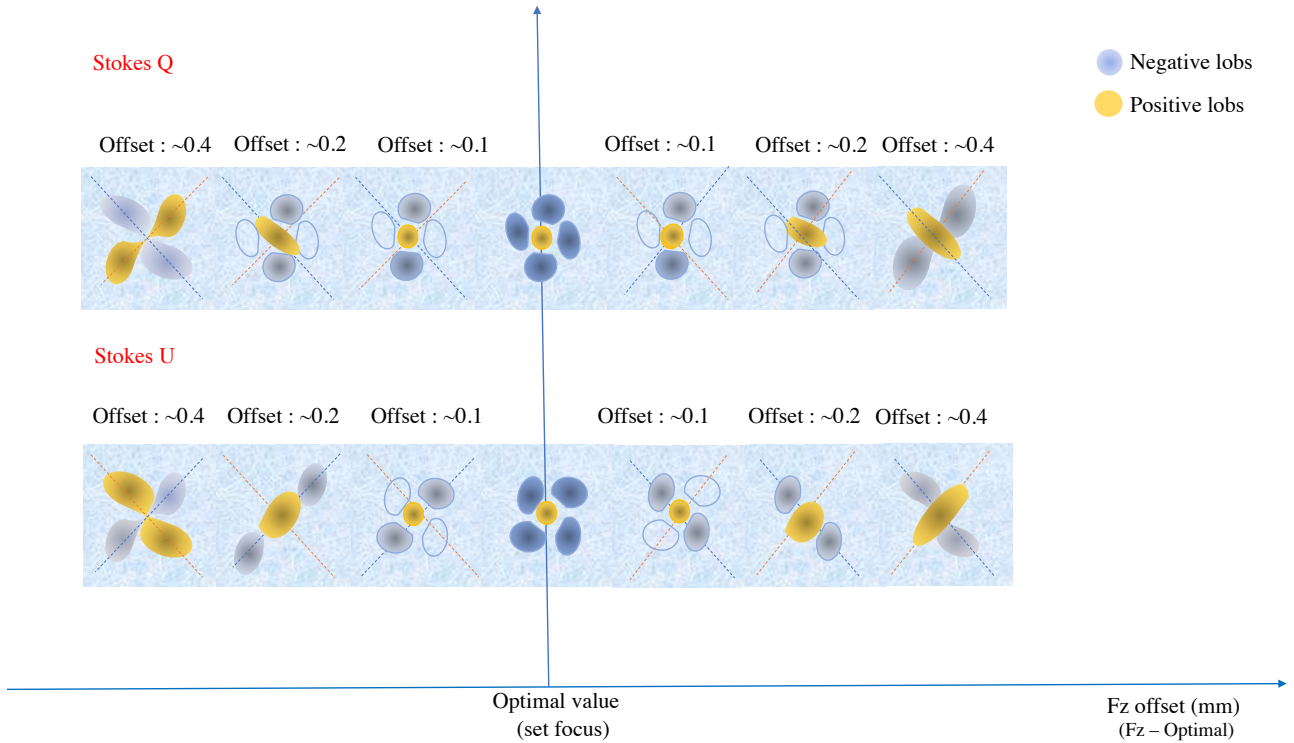 Stokes Q
Negative lobs
Positive lobs
Offset : ~0.4
Offset : ~0.2
Offset : ~0.1
Offset : ~0.1
Offset : ~0.2
Offset : ~0.4
Stokes U
Offset : ~0.4
Offset : ~0.2
Offset : ~0.1
Offset : ~0.1
Offset : ~0.2
Offset : ~0.4
Optimal value
(set focus)
Fz offset (mm)
(Fz – Optimal)